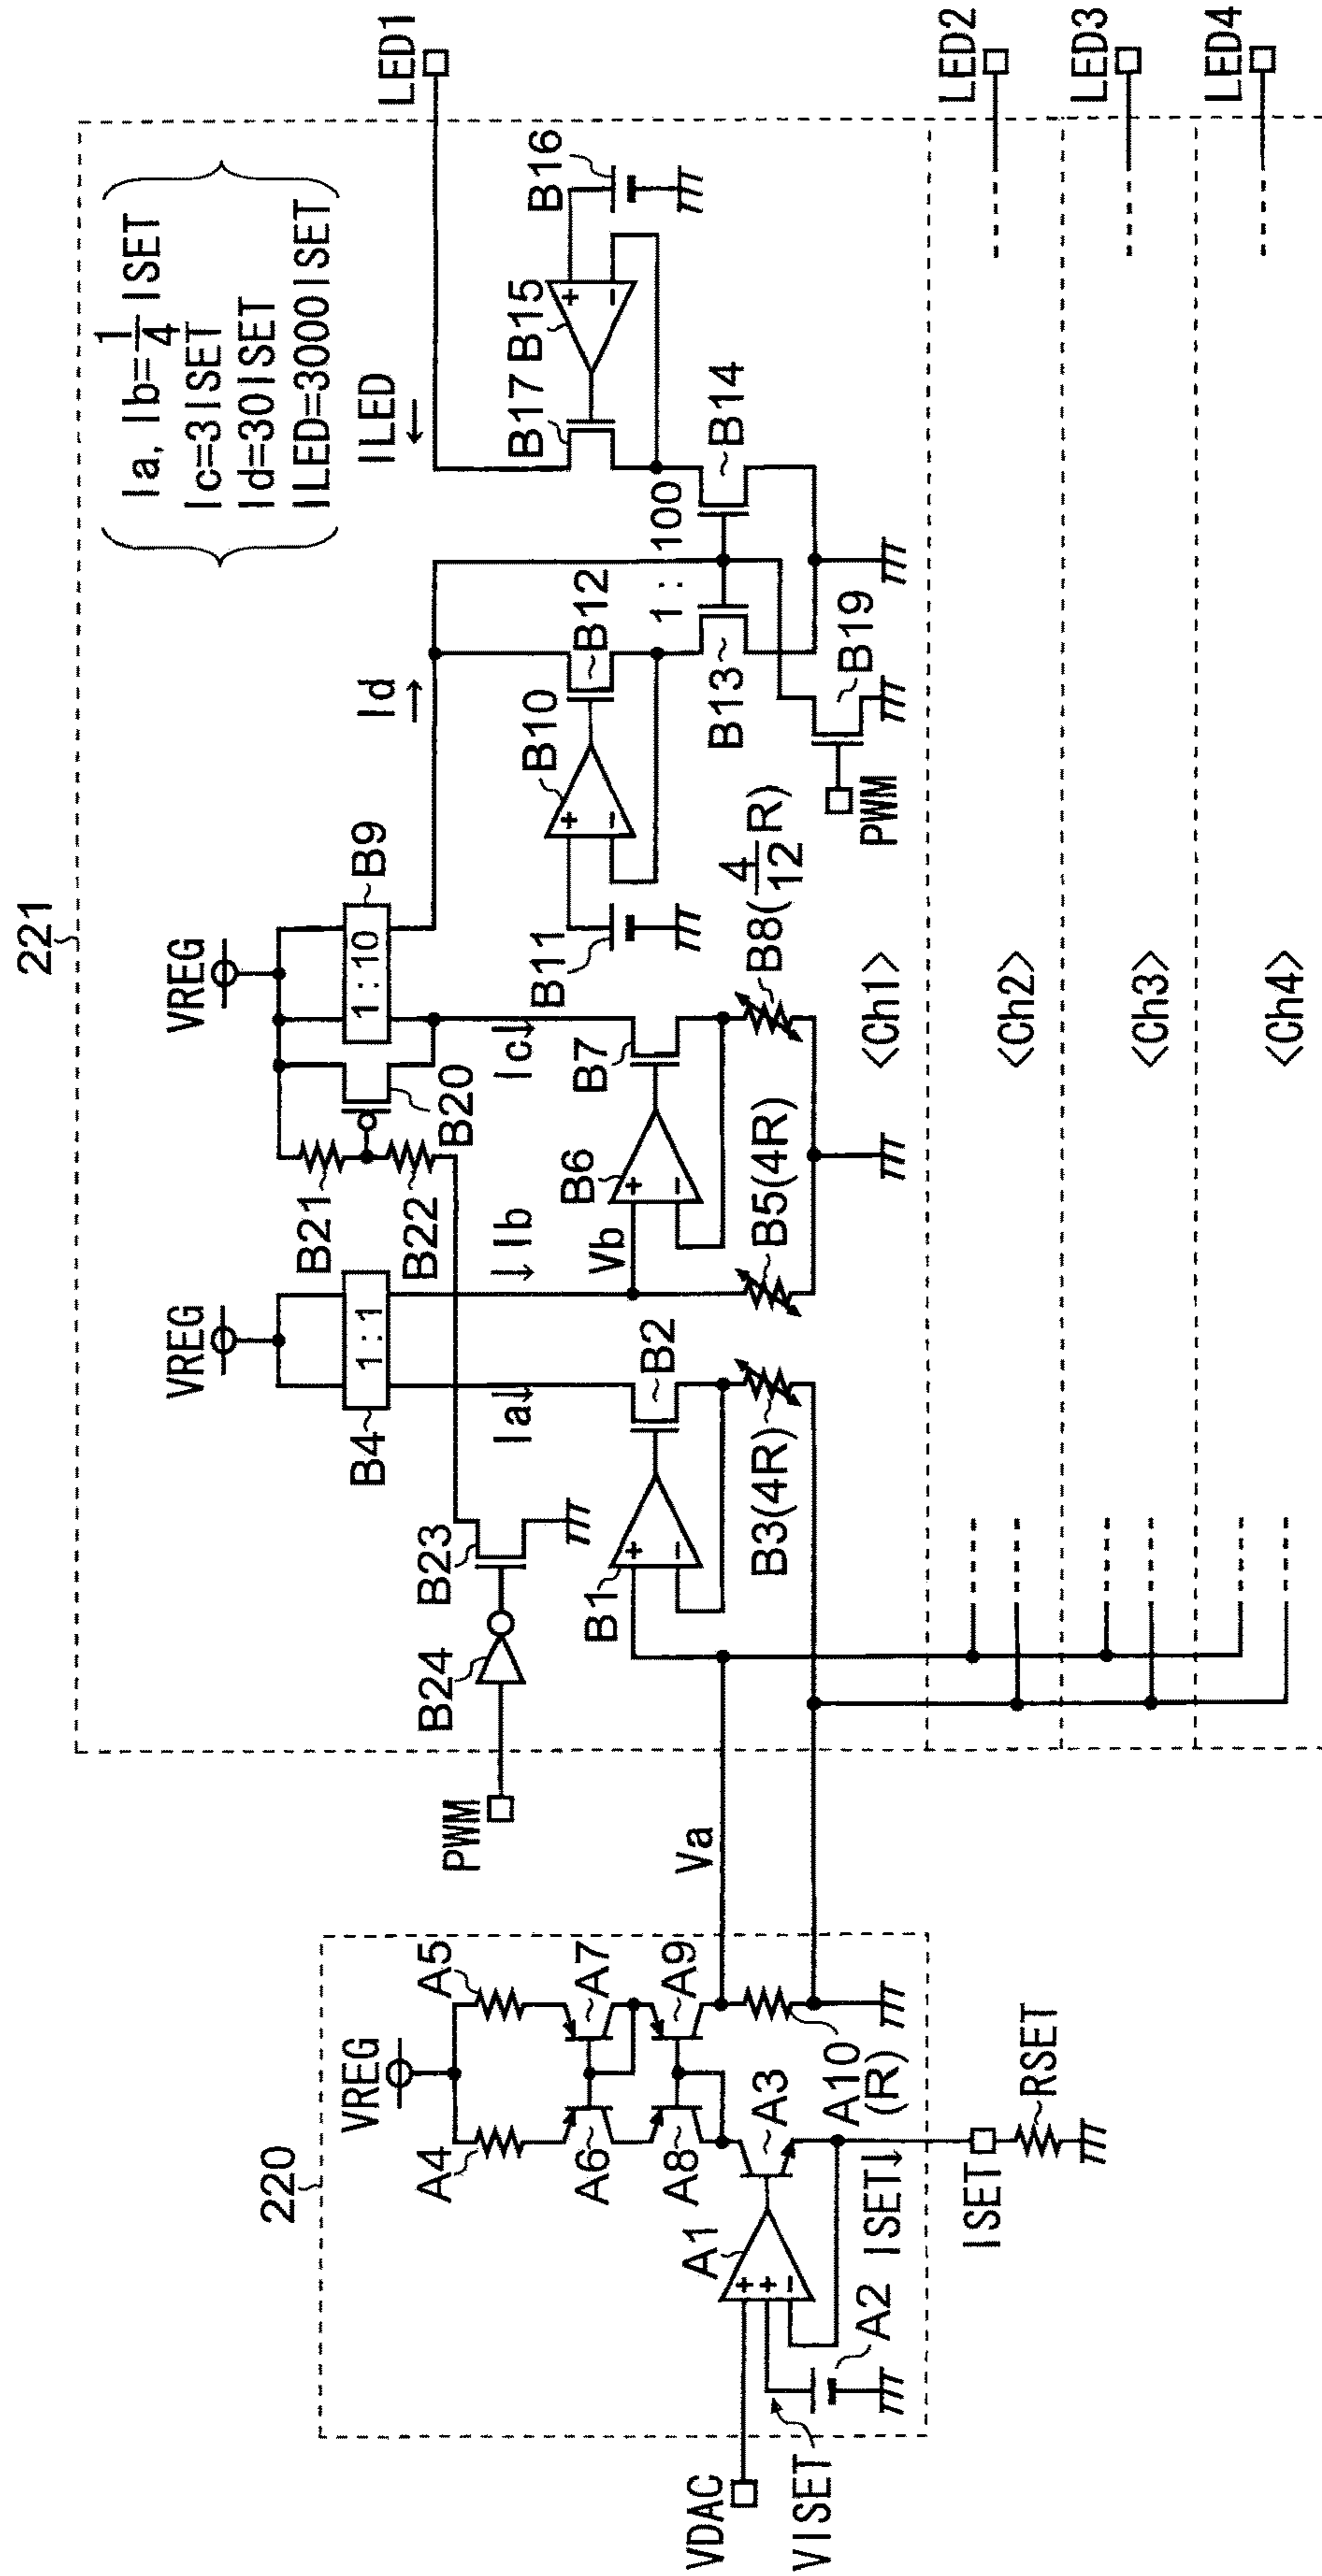 221
220
VREG
A4
A5
A6
A7
A8
A9
A1
A3
A10
(R)
ISET↓
A2
VDAC
VISET
ISET
RSET
Va
PWM
B24
B23
VREG
B4
1:1
B21
B22
B20
VREG
1:10
B9
Ia↓
↓Ib
Ic↓
Id
→
B1
B2
B3(4R)
Vb
B6
B5(4R)
B7
B8(4/12 R)
B11
B10
B12
B13
1 : 100
B14
B19
PWM
B17
B15
B16
ILED
←
Ia, Ib=1/4 ISET
Ic=3ISET
Id=30ISET
ILED=3000ISET
LED1
<Ch1>
LED2
<Ch2>
LED3
<Ch3>
LED4
<Ch4>